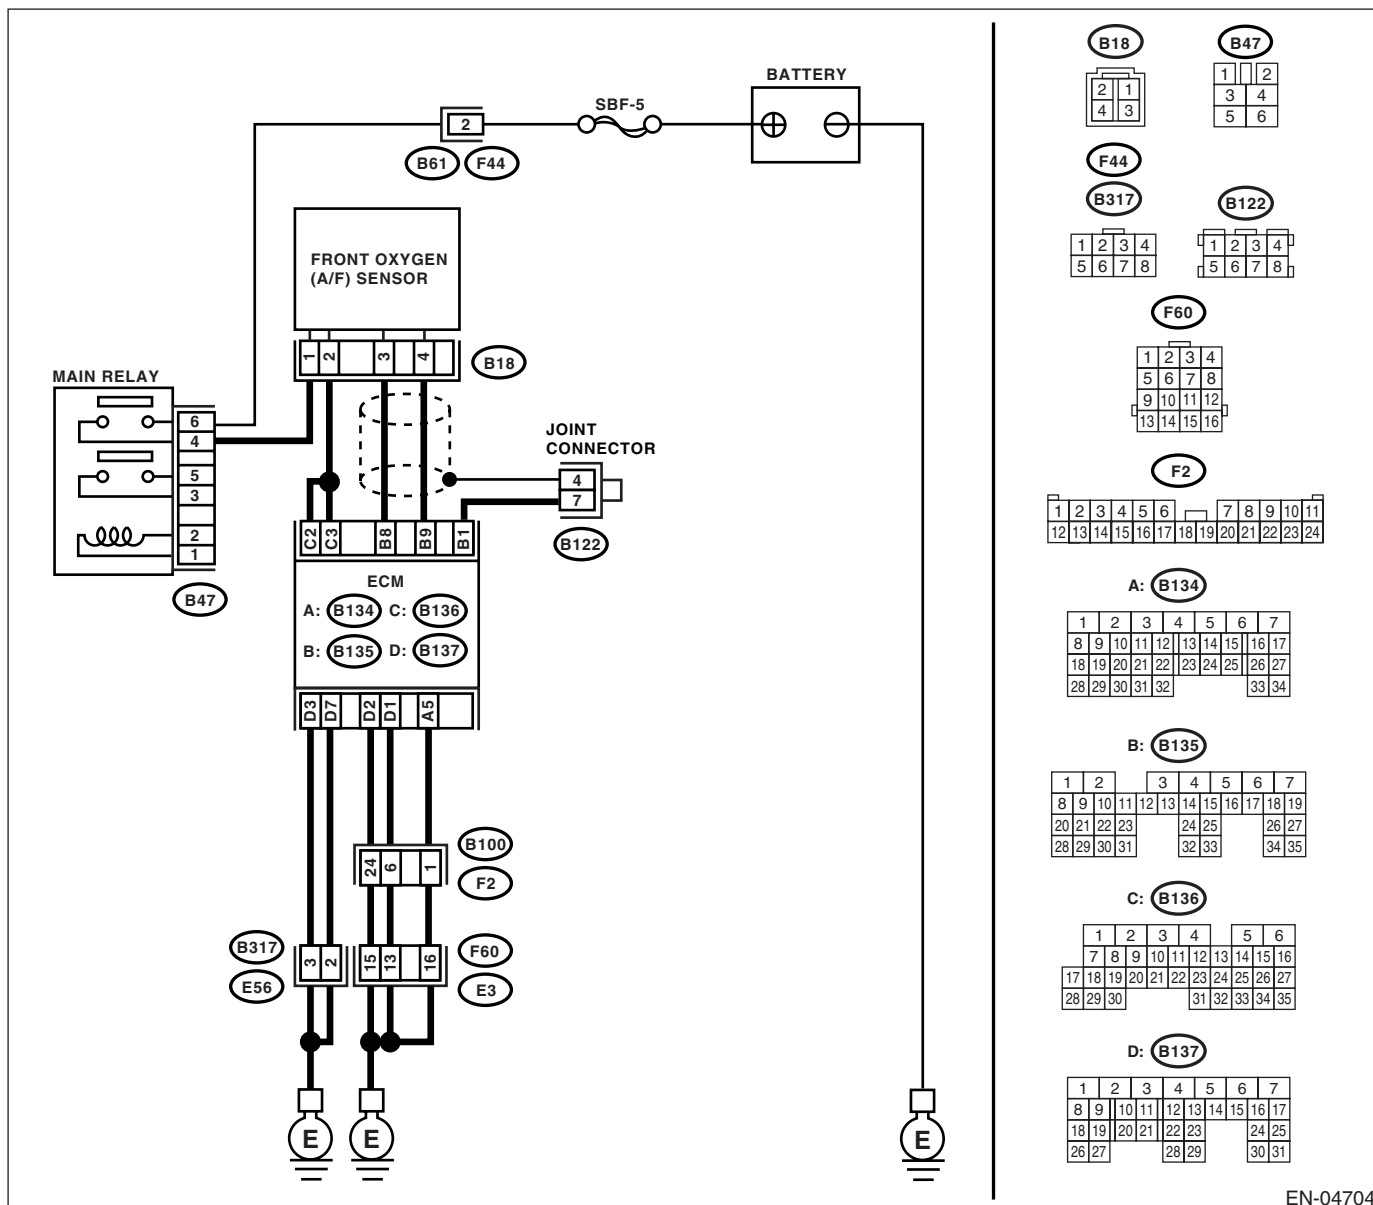 BATTERY
SBF-5
2
B61 F44
FRONT OXYGEN
(A/F) SENSOR
1 2 3 4
B18
MAIN RELAY
6
4
5
3
2
1
B47
JOINT
CONNECTOR
4
7
B122
C2 C3 B8 B9 B1
ECM
A: B134 C: B136
B: B135 D: B137
D3 D7 D2 D1 A5
24 6 1
B100
F2
B317
E56
3 2
15 13 16
F60
E3
E E E
B18
2 1
4 3
B47
1 2
3 4
5 6
F44
B317
1 2 3 4
5 6 7 8
B122
1 2 3 4
5 6 7 8
F60
1 2 3 4
5 6 7 8
9 10 11 12
13 14 15 16
F2
1 2 3 4 5 6 7 8 9 10 11
12 13 14 15 16 17 18 19 20 21 22 23 24
A: B134
1 2 3 4 5 6 7
8 9 10 11 12 13 14 15 16 17
18 19 20 21 22 23 24 25 26 27
28 29 30 31 32 33 34
B: B135
1 2 3 4 5 6 7
8 9 10 11 12 13 14 15 16 17 18 19
20 21 22 23 24 25 26 27
28 29 30 31 32 33 34 35
C: B136
1 2 3 4 5 6
7 8 9 10 11 12 13 14 15 16
17 18 19 20 21 22 23 24 25 26 27
28 29 30 31 32 33 34 35
D: B137
1 2 3 4 5 6 7
8 9 10 11 12 13 14 15 16 17
18 19 20 21 22 23 24 25
26 27 28 29 30 31
EN-04704